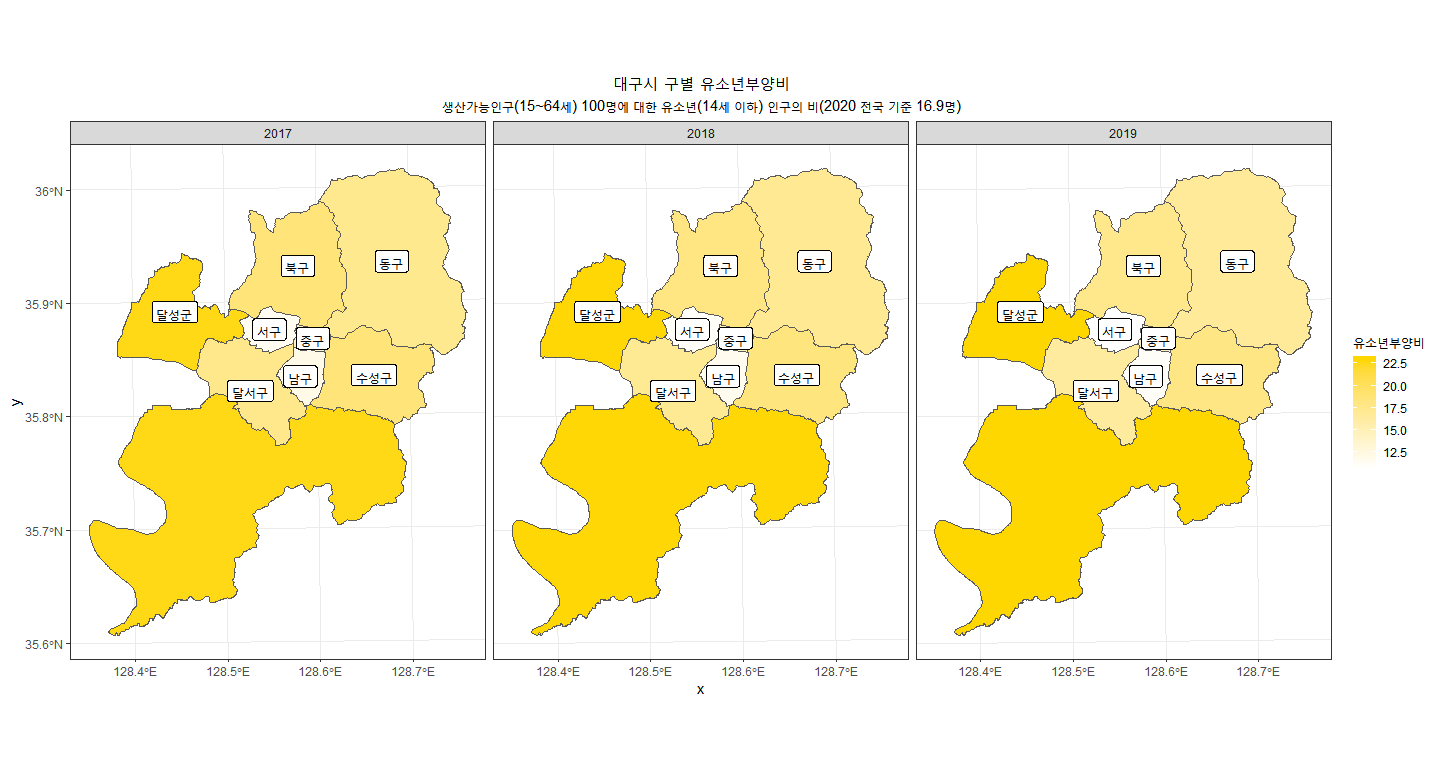 대구시 구별 유소년부양비
생산가능인구(15~64세) 100명에 대한 유소년(14세 이하) 인구의 비(2020 전국 기준 16.9명)
2017
2018
2019
36°N
35.9°N
35.8°N
35.7°N
35.6°N
y
북구
동구
달성군
서구
중구
남구
수성구
달서구
북구
동구
달성군
서구
중구
남구
수성구
달서구
북구
동구
달성군
서구
중구
남구
수성구
달서구
유소년부양비
22.5
20.0
17.5
15.0
12.5
128.4°E 128.5°E 128.6°E 128.7°E
128.4°E 128.5°E 128.6°E 128.7°E
128.4°E 128.5°E 128.6°E 128.7°E
x